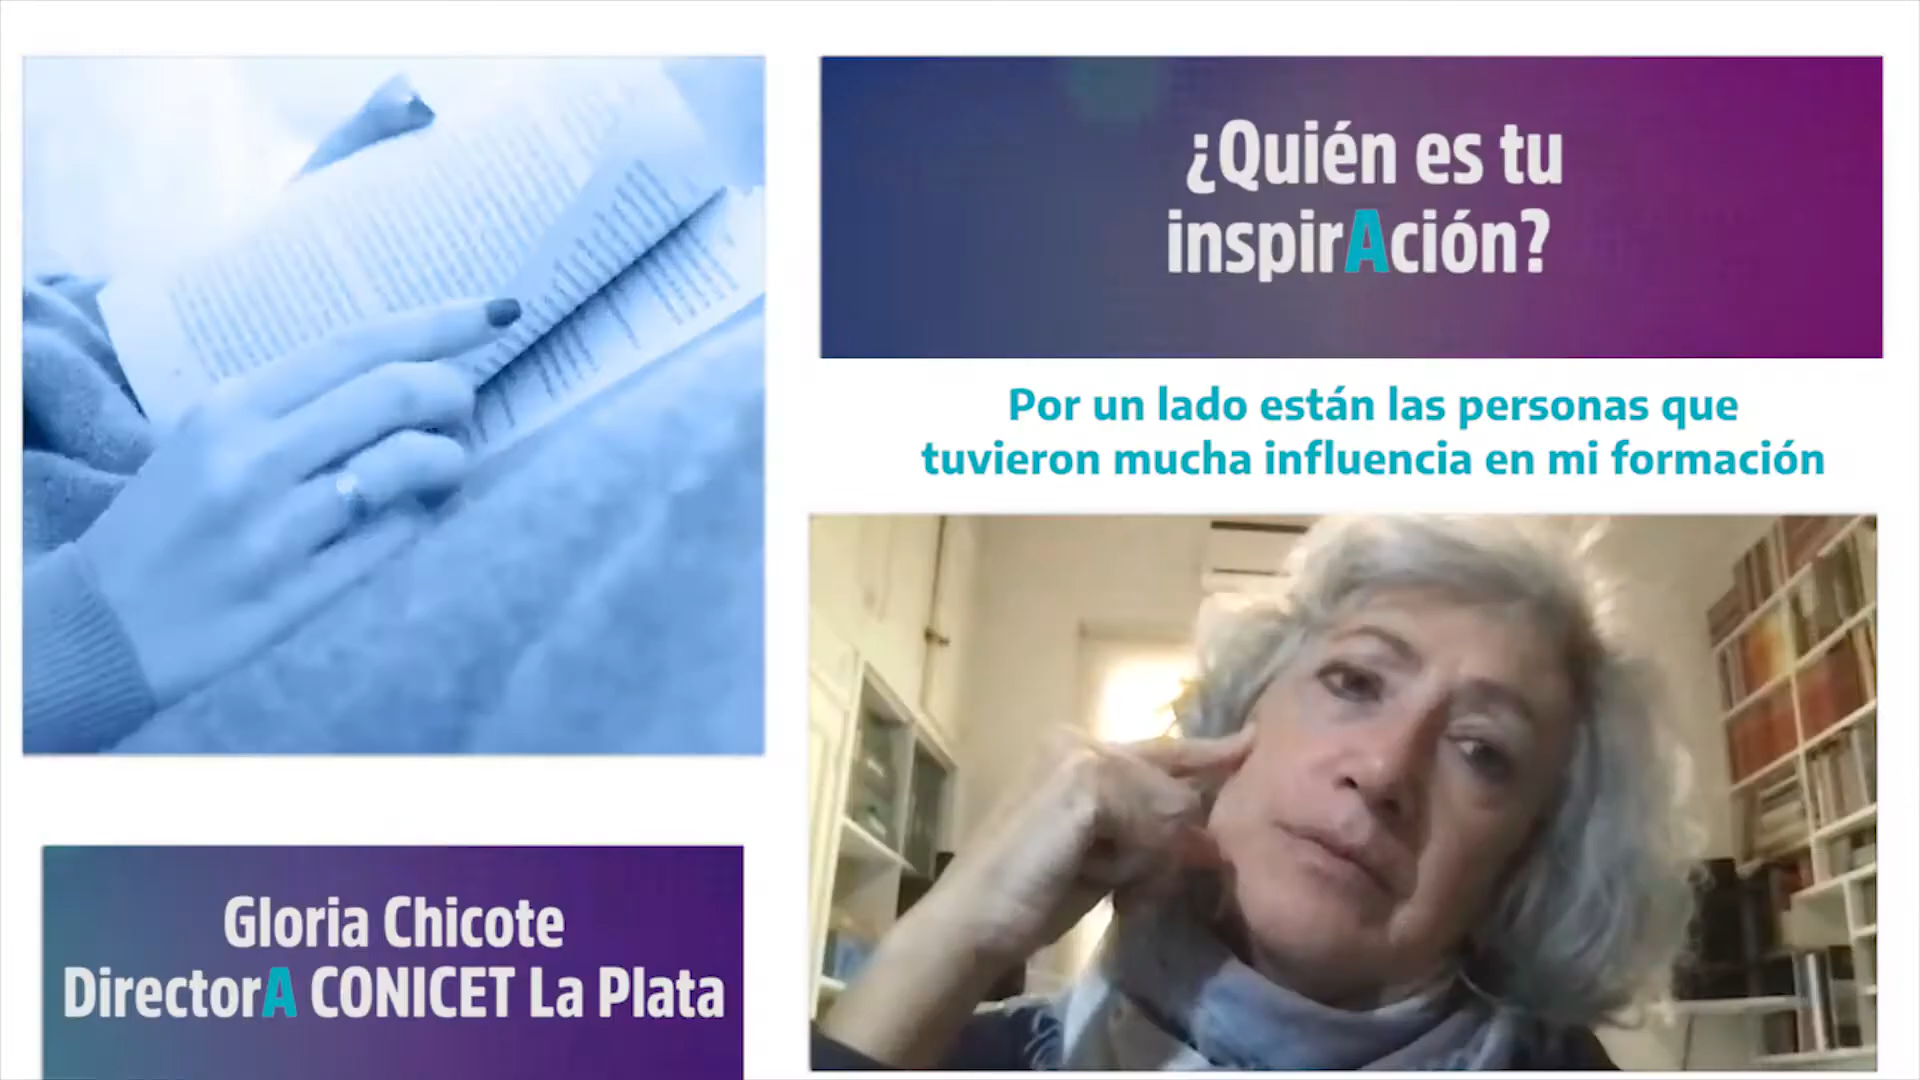 ¿Quién es tu
inspirAción?
Por un lado están las personas que
tuvieron mucha influencia en mi formación
Gloria Chicote
DirectorA CONICET La Plata